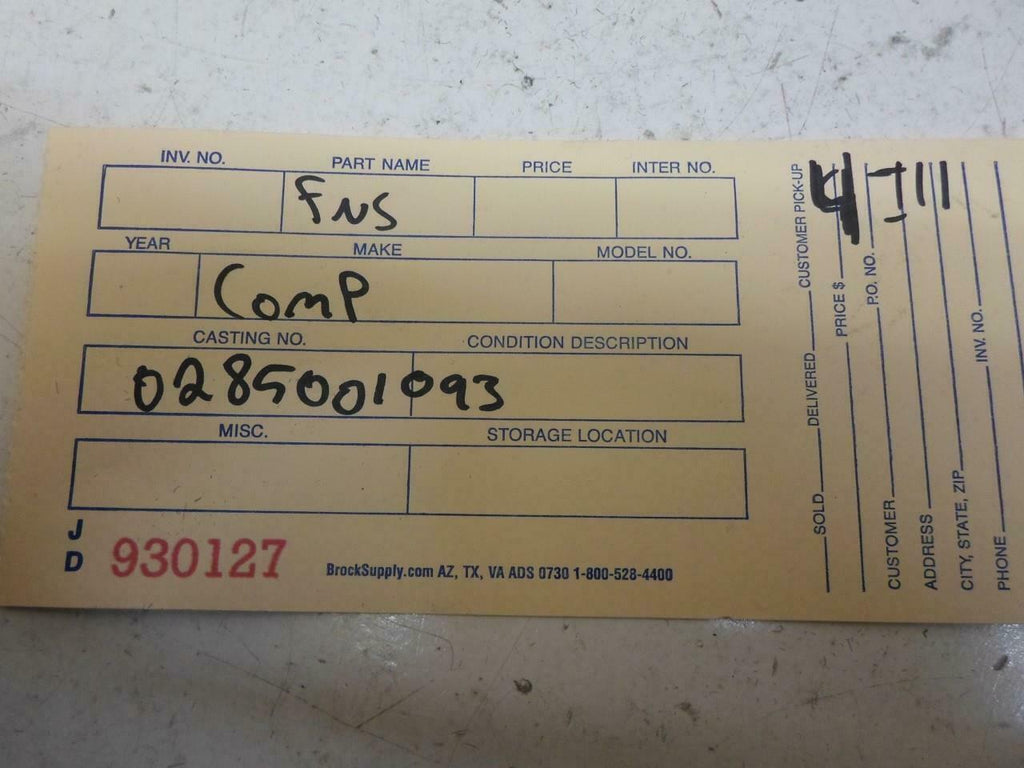 INV. NO. PART NAME PRICE INTER NO.
FNS
YEAR MAKE MODEL NO.
Comp
CASTING NO. CONDITION DESCRIPTION
0285001093
MISC. STORAGE LOCATION
J
D
930127
BrockSupply.com AZ, TX, VA ADS 0730 1-800-528-4400
SOLD DELIVERED CUSTOMER PICK-UP
PRICE $
P.O. NO.
CUSTOMER
ADDRESS
CITY, STATE, ZIP
INV. NO.
PHONE